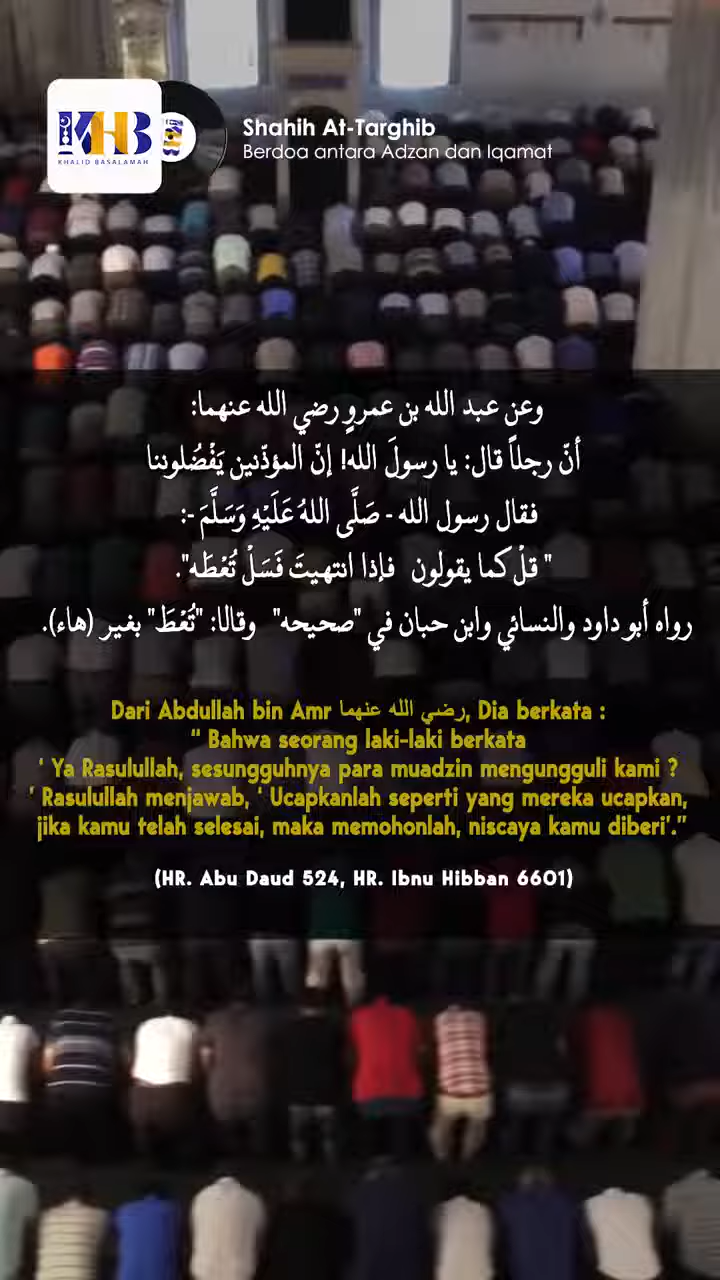 KHB
KHALID BASALAMAH
Shahih At-Targhib
Berdoa antara Adzan dan Iqamat
وعن عبد الله بن عمروٍ رضي الله عنهما:
أنّ رجلاً قال: يا رسولَ الله! إنّ المؤذّنين يَفْضُلوننا
فقال رسول الله - صَلَّى اللهُ عَلَيْهِ وَسَلَّمَ -:
" قلْ كما يقولون فإذا انتهيتَ فَسَلْ تُعْطَه".
رواه أبو داود والنسائي وابن حبان في "صحيحه" وقالا: "تُعْطَ" بغير (هاء).
Dari Abdullah bin Amr رضي الله عنهما, Dia berkata :
“ Bahwa seorang laki-laki berkata
‘ Ya Rasulullah, sesungguhnya para muadzin mengungguli kami ?
’ Rasulullah menjawab, ‘ Ucapkanlah seperti yang mereka ucapkan,
jika kamu telah selesai, maka memohonlah, niscaya kamu diberi’.”
(HR. Abu Daud 524, HR. Ibnu Hibban 6601)